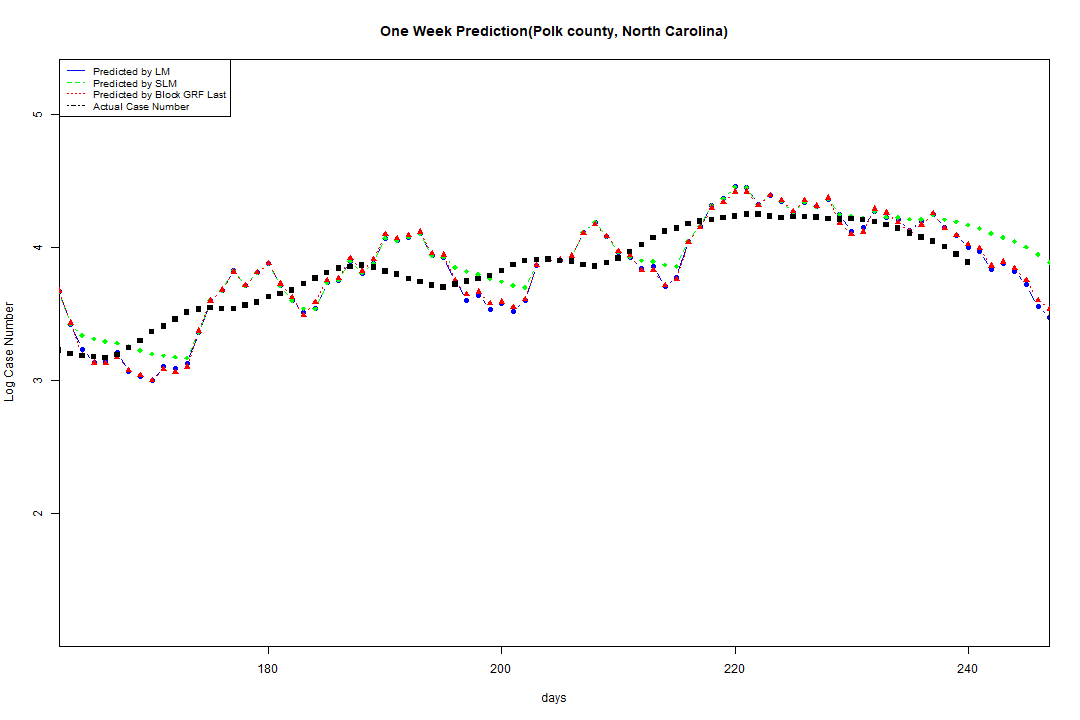 One Week Prediction(Polk county, North Carolina)
Predicted by LM
Predicted by SLM
Predicted by Block GRF Last
Actual Case Number
5
4
3
2
Log Case Number
180
200
220
240
days